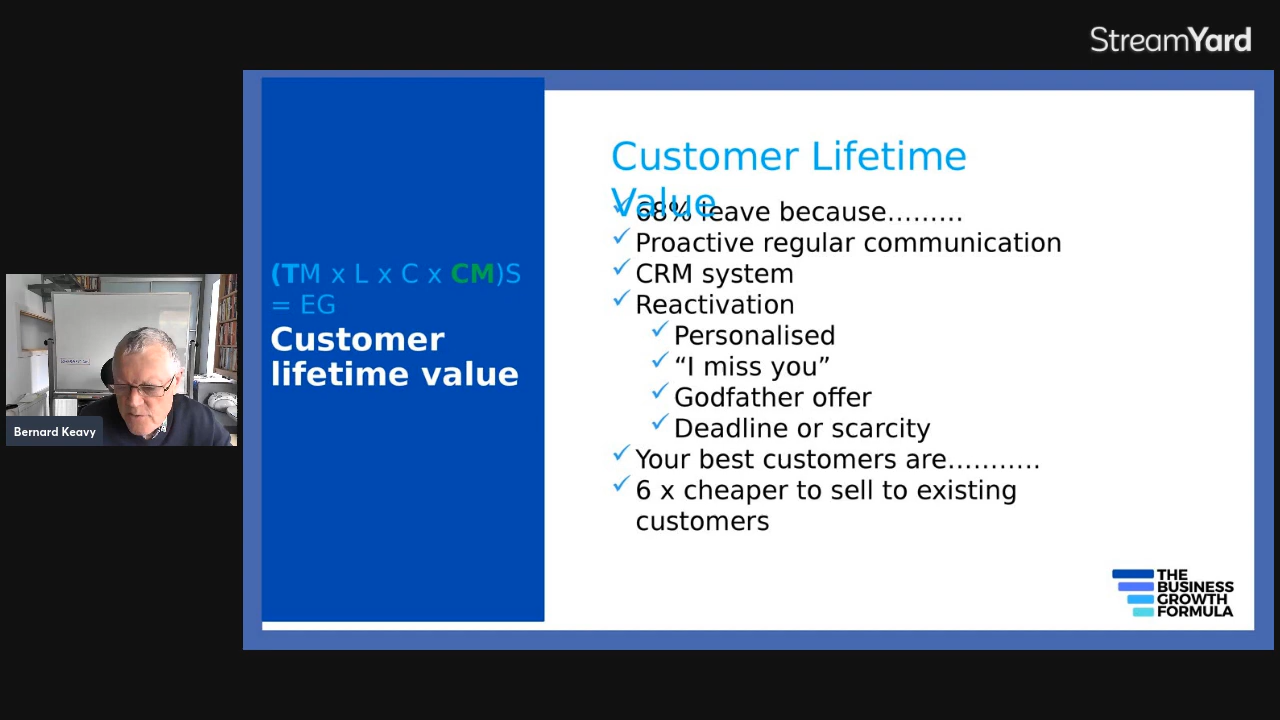 StreamYard
(TM x L x C x CM)S
= EG
Customer
lifetime value
Customer Lifetime
Value
68% leave because………
Proactive regular communication
CRM system
Reactivation
Personalised
“I miss you”
Godfather offer
Deadline or scarcity
Your best customers are………..
6 x cheaper to sell to existing
customers
THE
BUSINESS
GROWTH
FORMULA
Bernard Keavy